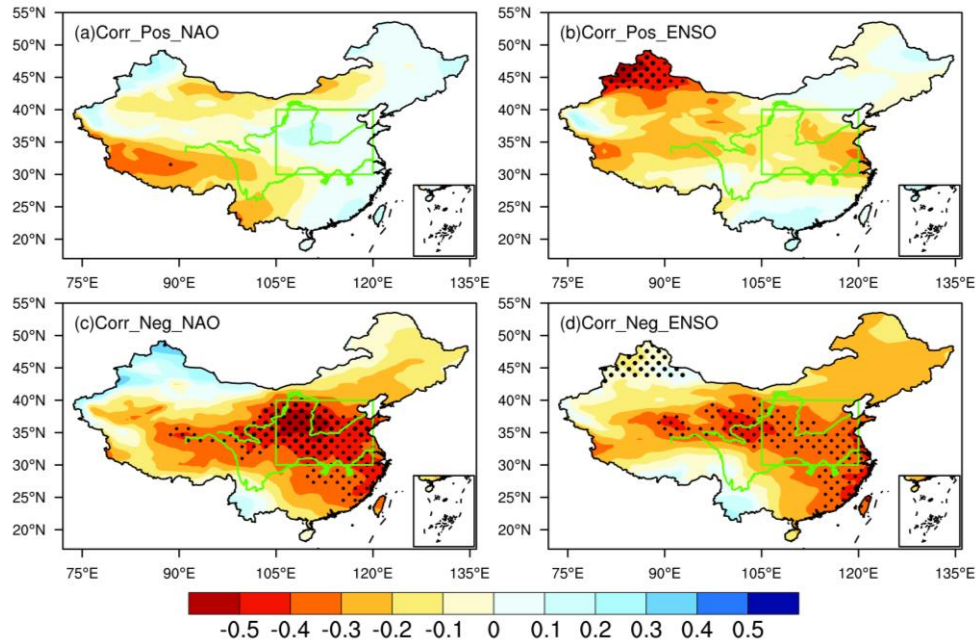 55°N
50°N
45°N
40°N
35°N
30°N
25°N
20°N
(a)Corr_Pos_NAO
75°E 90°E 105°E 120°E 135°E
55°N
50°N
45°N
40°N
35°N
30°N
25°N
20°N
(b)Corr_Pos_ENSO
75°E 90°E 105°E 120°E 135°E
55°N
50°N
45°N
40°N
35°N
30°N
25°N
20°N
(c)Corr_Neg_NAO
75°E 90°E 105°E 120°E 135°E
55°N
50°N
45°N
40°N
35°N
30°N
25°N
20°N
(d)Corr_Neg_ENSO
75°E 90°E 105°E 120°E 135°E
-0.5 -0.4 -0.3 -0.2 -0.1 0 0.1 0.2 0.3 0.4 0.5